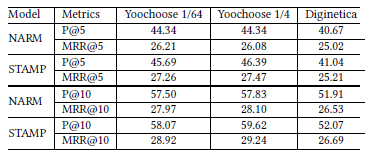 Model Metrics Yoochoose 1/64 Yoochoose 1/4 Diginetica
NARM P@5 44.34 44.34 40.67
MRR@5 26.21 26.08 25.02
STAMP P@5 45.69 46.39 41.04
MRR@5 27.26 27.47 25.21
NARM P@10 57.50 57.83 51.91
MRR@10 27.97 28.10 26.53
STAMP P@10 58.07 59.62 52.07
MRR@10 28.92 29.24 26.69